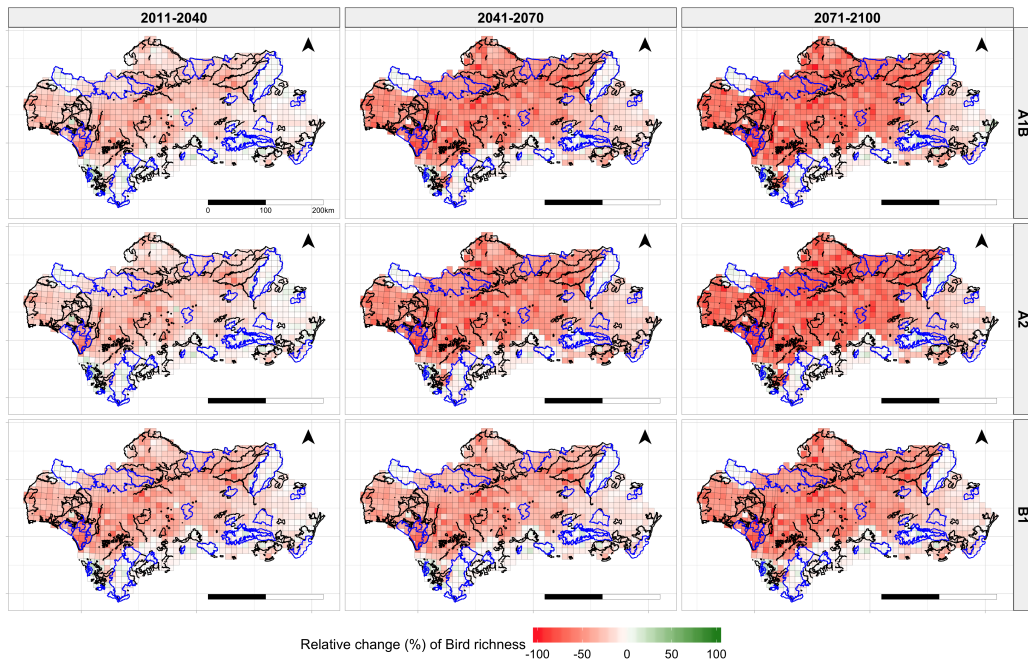 2011-2040
2041-2070
2071-2100
A1B
0 100 200km
A2
B1
Relative change (%) of Bird richness
-100 -50 0 50 100